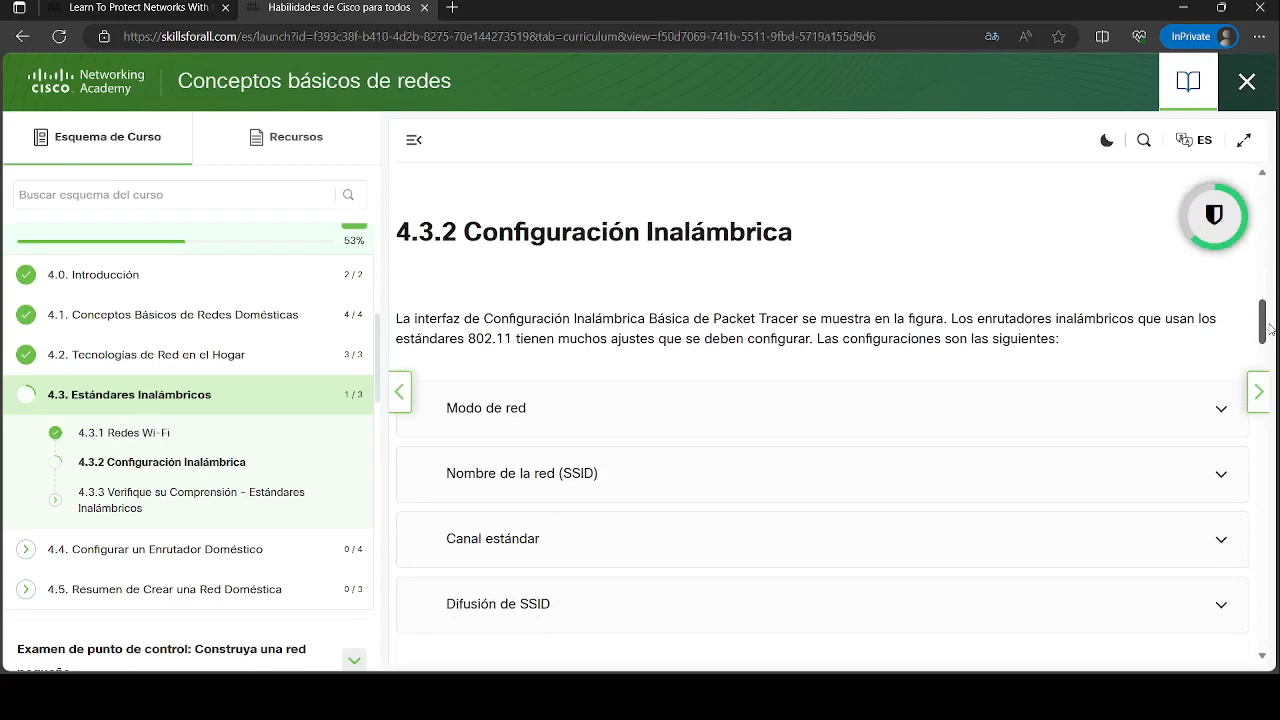 Learn To Protect Networks With
Habilidades de Cisco para todos
https://skillsforall.com/es/launch?id=f393c38f-b410-4d2b-8275-70e144273519&tab=curriculum&view=f50d7069-741b-5511-9fbd-5719a155d9d6
InPrivate
CISCO Networking Academy
Conceptos básicos de redes
Esquema de Curso
Recursos
ES
Buscar esquema del curso
53%
4.0. Introducción 2 / 2
4.1. Conceptos Básicos de Redes Domésticas 4 / 4
4.2. Tecnologías de Red en el Hogar 3 / 3
4.3. Estándares Inalámbricos 1 / 3
4.3.1 Redes Wi-Fi
4.3.2 Configuración Inalámbrica
4.3.3 Verifique su Comprensión - Estándares
Inalámbricos
4.4. Configurar un Enrutador Doméstico 0 / 4
4.5. Resumen de Crear una Red Doméstica 0 / 3
Examen de punto de control: Construya una red
4.3.2 Configuración Inalámbrica
La interfaz de Configuración Inalámbrica Básica de Packet Tracer se muestra en la figura. Los enrutadores inalámbricos que usan los
estándares 802.11 tienen muchos ajustes que se deben configurar. Las configuraciones son las siguientes:
Modo de red
Nombre de la red (SSID)
Canal estándar
Difusión de SSID